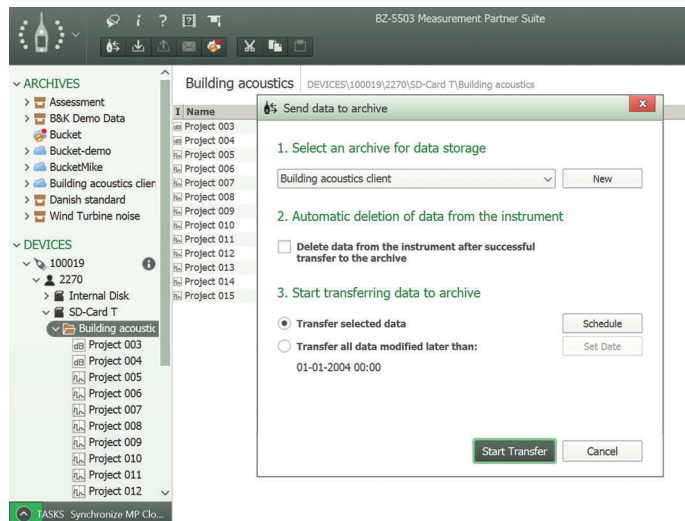 BZ-5503 Measurement Partner Suite
ARCHIVES
Assessment
B&K Demo Data
Bucket
Bucket-demo
BucketMike
Building acoustics clier
Danish standard
Wind Turbine noise
DEVICES
100019
2270
Internal Disk
SD-Card T
Building acoustic
dB Project 003
dB Project 004
Project 005
Project 006
Project 007
Project 008
Project 009
Project 010
Project 011
Project 012
TASKS Synchronize MP Clo...
Building acoustics DEVICES\100019\2270\SD-Card T\Building acoustics
I Name
dB Project 003
dB Project 004
Project 005
Project 006
Project 007
Project 008
Project 009
Project 010
Project 011
Project 012
Project 013
Project 014
Project 015
Send data to archive
1. Select an archive for data storage
Building acoustics client New
2. Automatic deletion of data from the instrument
Delete data from the instrument after successful
transfer to the archive
3. Start transferring data to archive
Transfer selected data Schedule
Transfer all data modified later than: Set Date
01-01-2004 00:00
Start Transfer Cancel